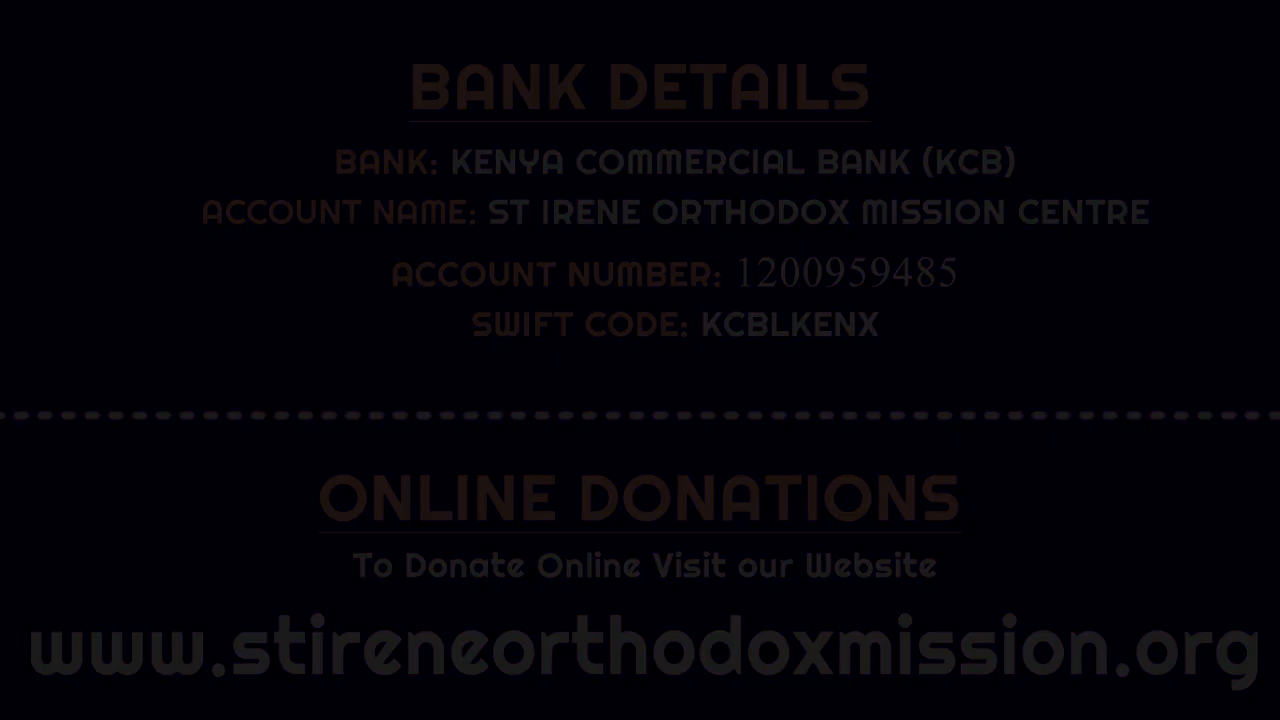 BANK DETAILS
BANK: KENYA COMMERCIAL BANK (KCB)
ACCOUNT NAME: ST IRENE ORTHODOX MISSION CENTRE
ACCOUNT NUMBER: 1200959485
SWIFT CODE: KCBLKENX
ONLINE DONATIONS
To Donate Online Visit our Website
www.stireneorthodoxmission.org